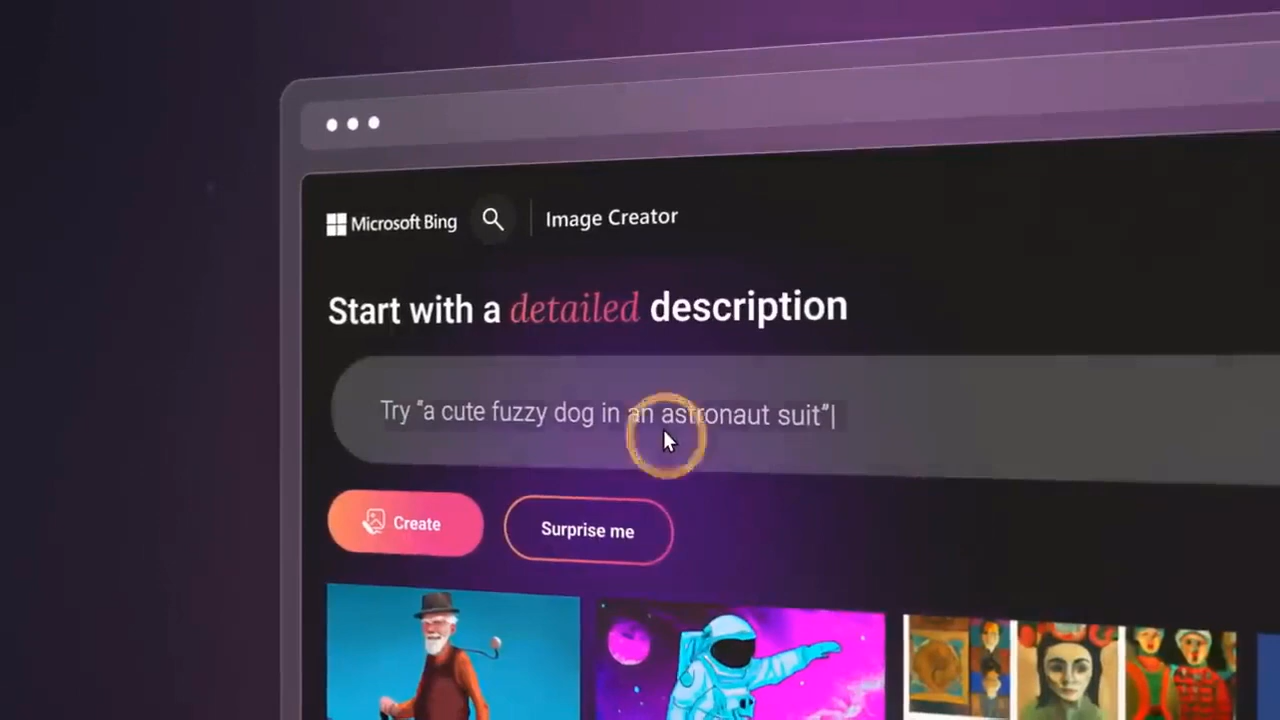 Microsoft Bing
Image Creator
Start with a detailed description
Try “a cute fuzzy dog in an astronaut suit”|
Create
Surprise me